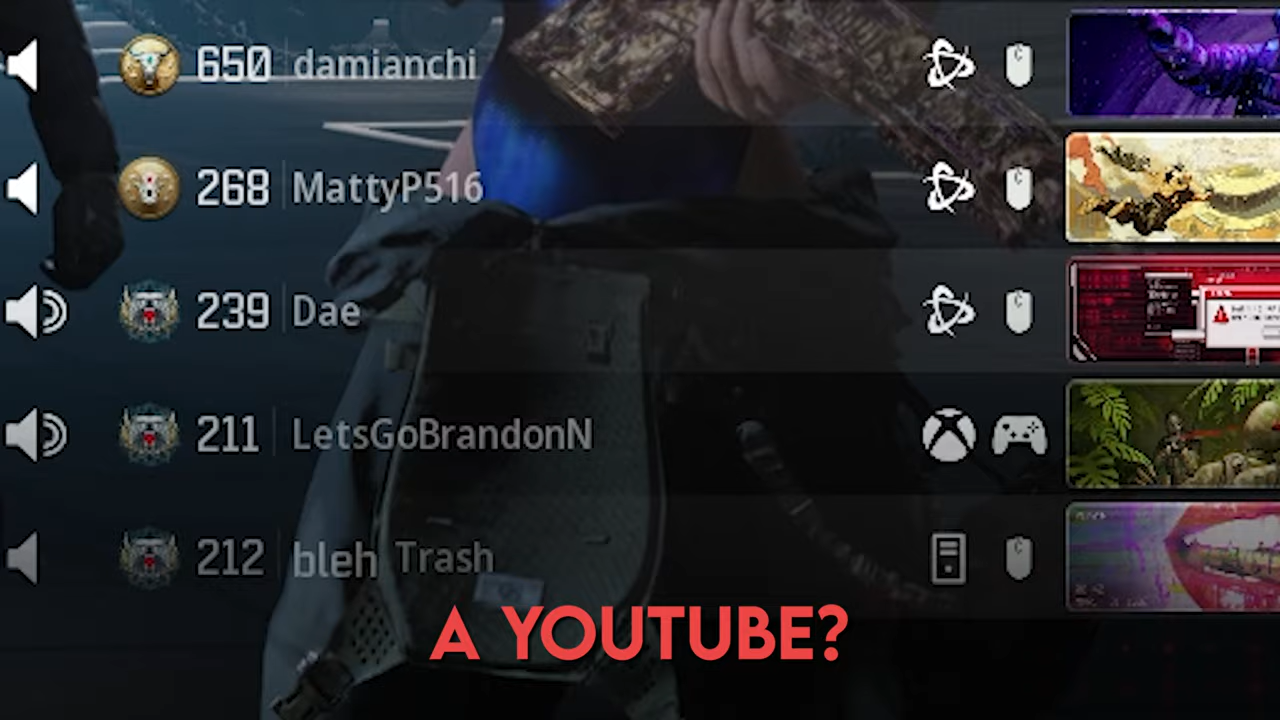 650 damianchi
268 MattyP516
239 Dae
211 LetsGoBrandonN
212 bleh Trash
A YOUTUBE?